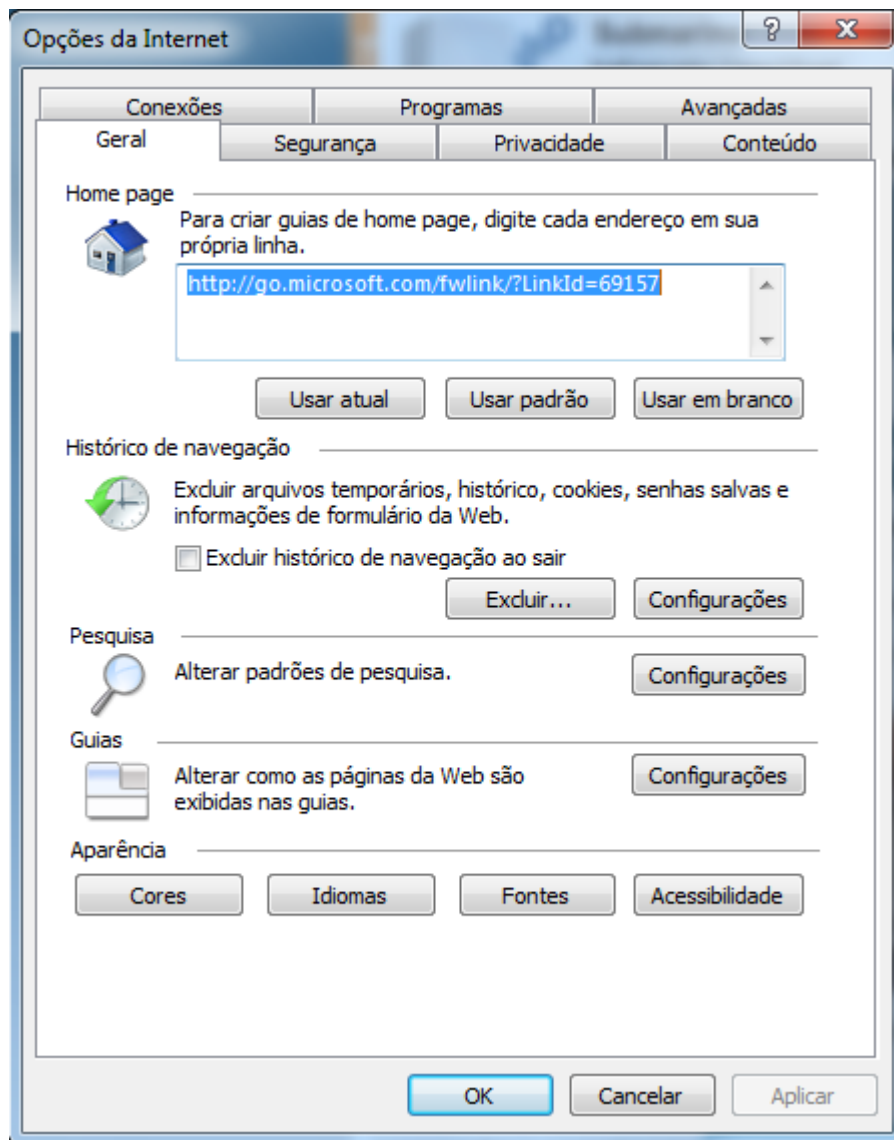 Opções da Internet
Conexões
Programas
Avançadas
Geral
Segurança
Privacidade
Conteúdo
Home page
Para criar guias de home page, digite cada endereço em sua
própria linha.
http://go.microsoft.com/fwlink/?LinkId=69157
Usar atual
Usar padrão
Usar em branco
Histórico de navegação
Excluir arquivos temporários, histórico, cookies, senhas salvas e
informações de formulário da Web.
Excluir histórico de navegação ao sair
Excluir...
Configurações
Pesquisa
Alterar padrões de pesquisa.
Configurações
Guias
Alterar como as páginas da Web são
exibidas nas guias.
Configurações
Aparência
Cores
Idiomas
Fontes
Acessibilidade
OK
Cancelar
Aplicar